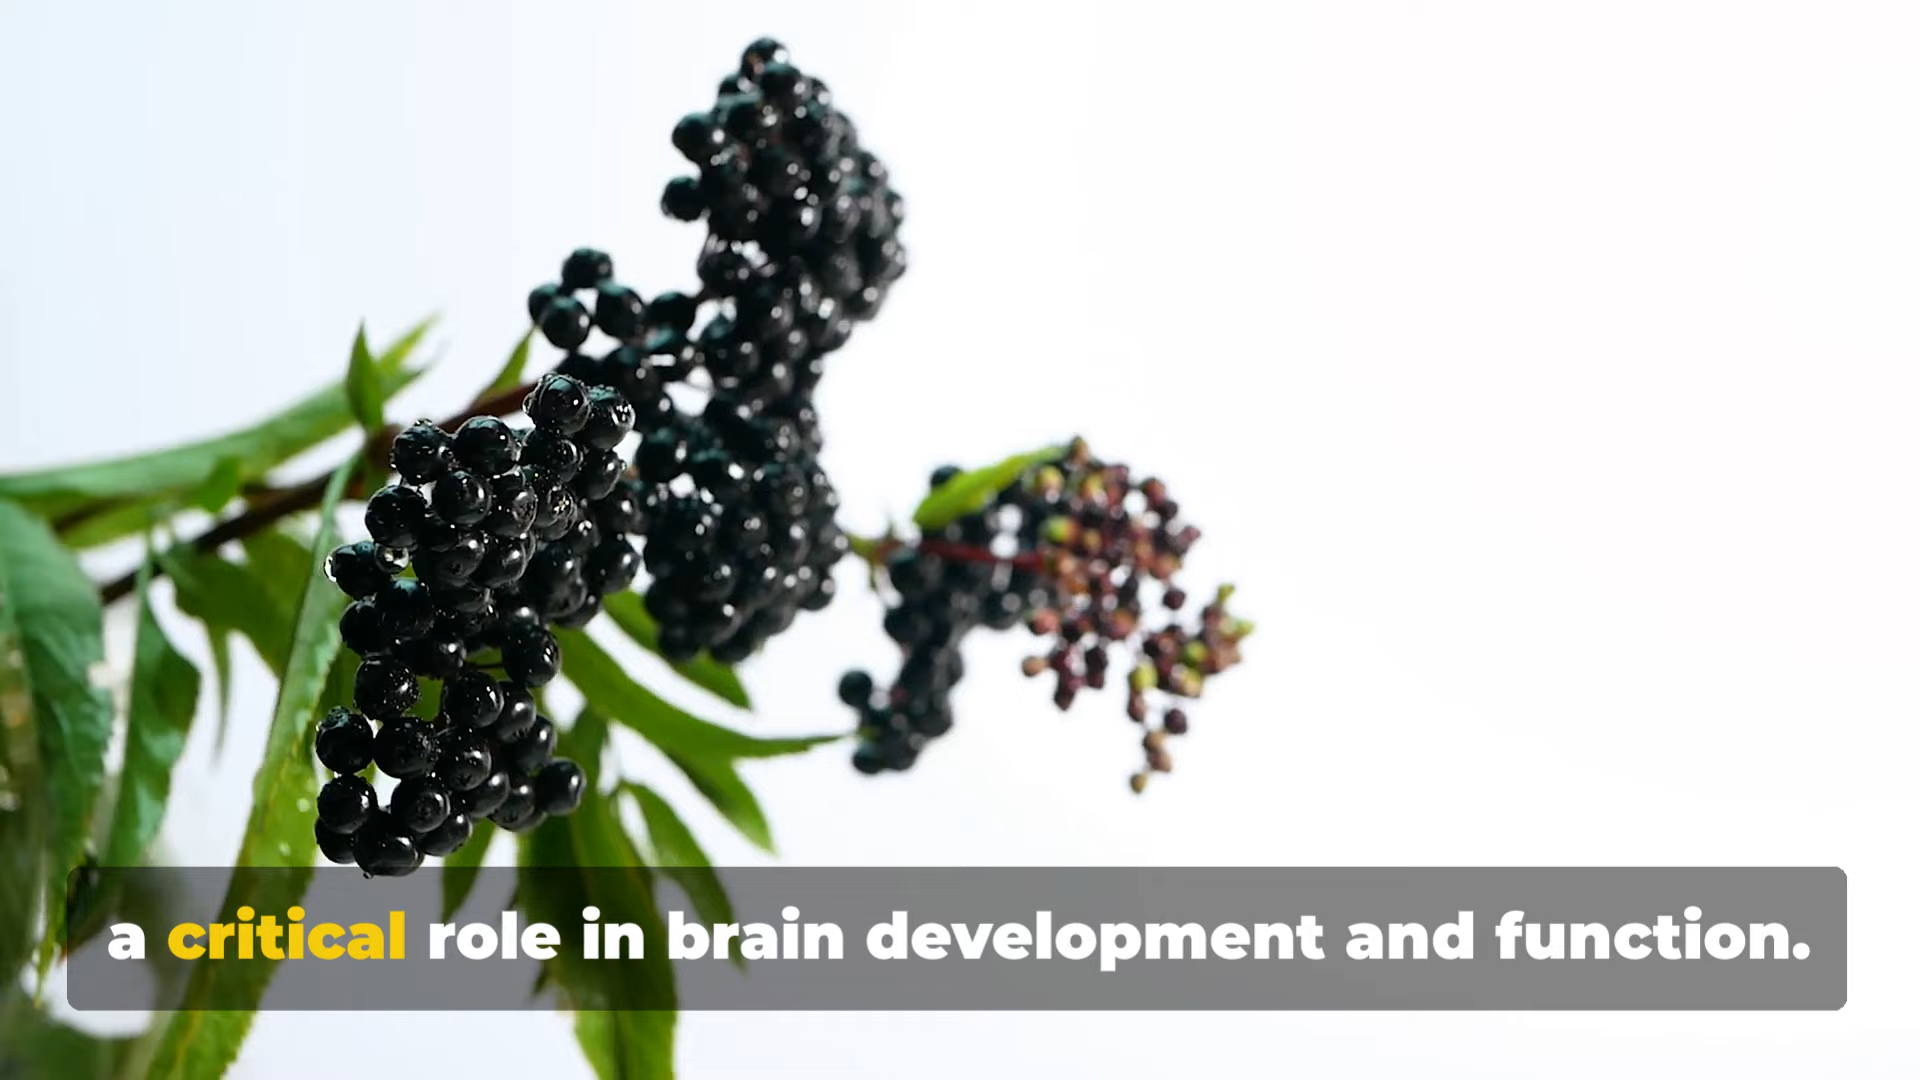 a critical role in brain development and function.